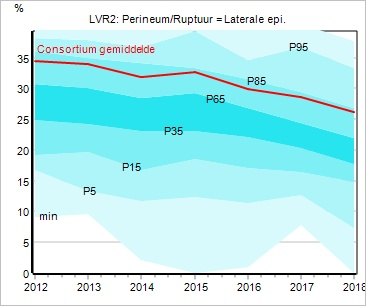 %
LVR2: Perineum/Ruptuur = Laterale epi.
Consortium gemiddelde
P95
P85
P65
P35
P15
P5
min
35
30
25
20
15
10
5
0
2012 2013 2014 2015 2016 2017 2018